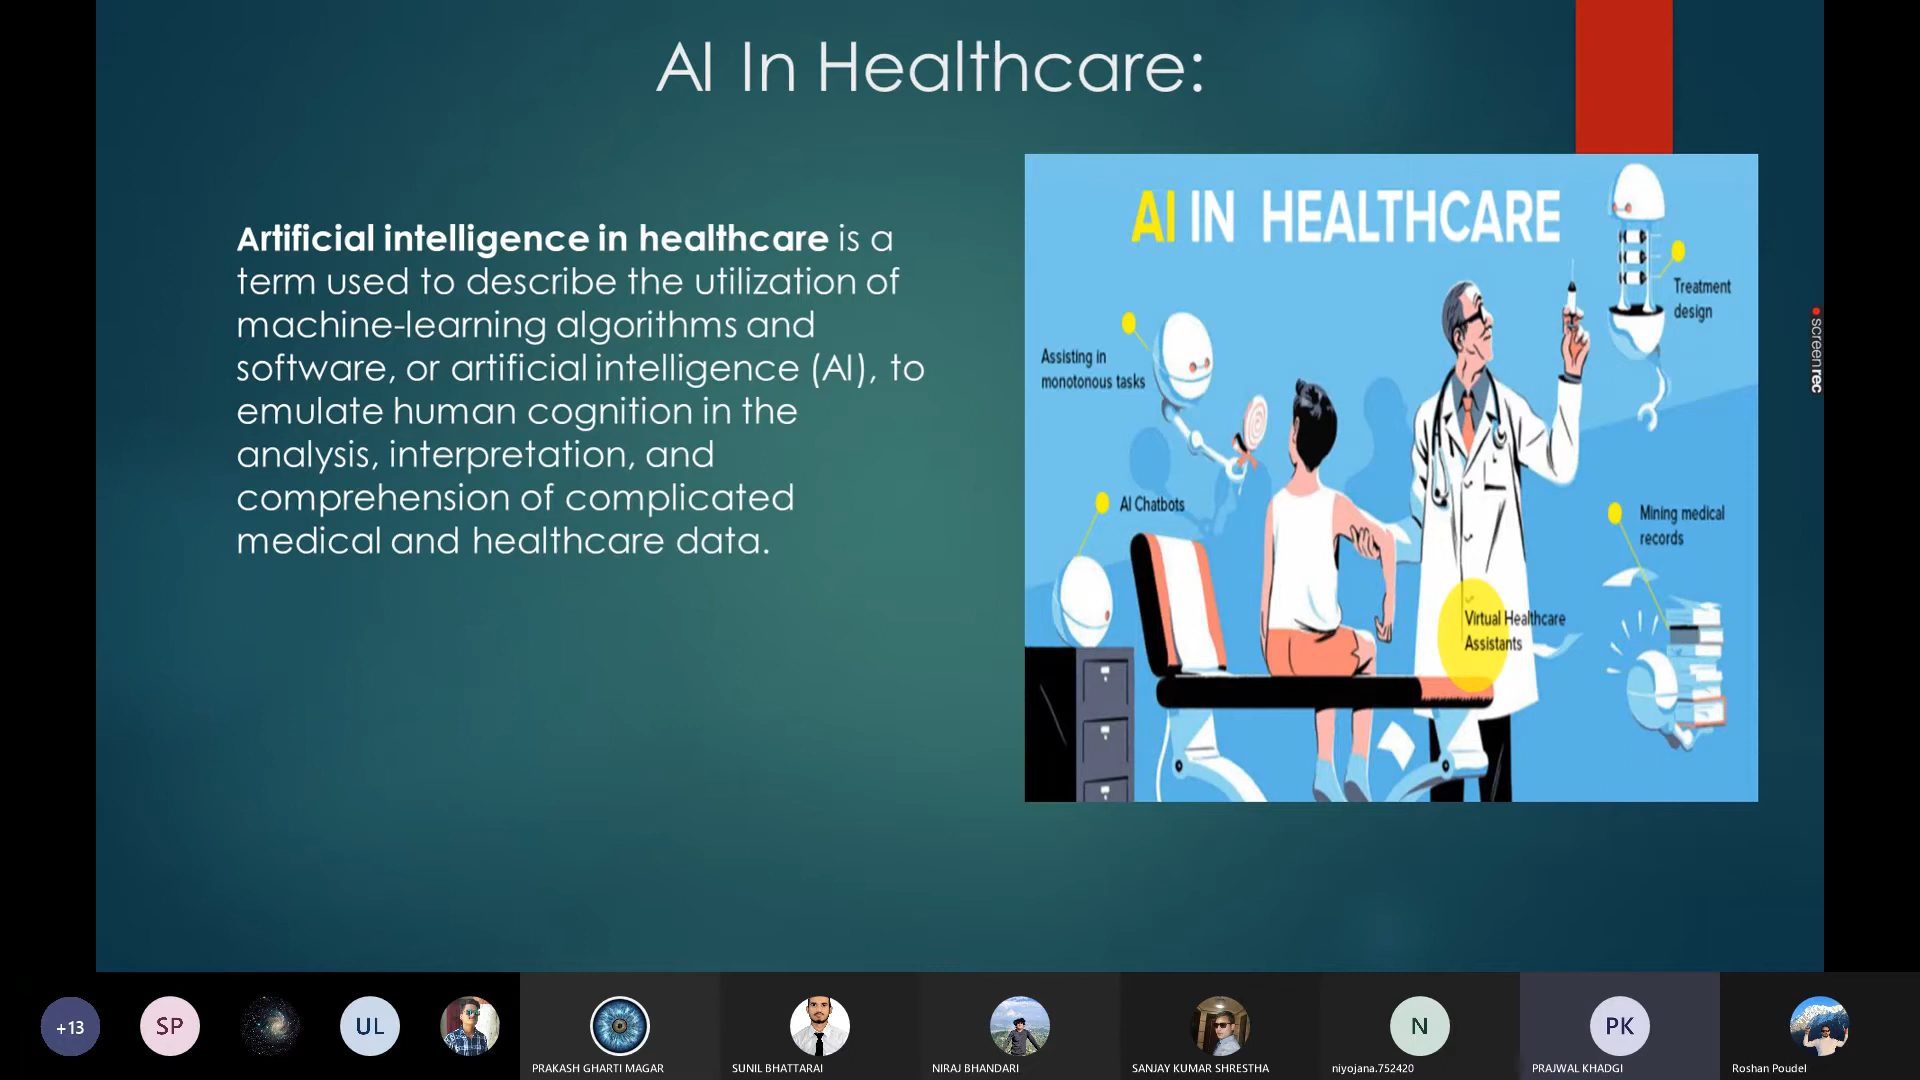 AI In Healthcare:
Artificial intelligence in healthcare is a
term used to describe the utilization of
machine-learning algorithms and
software, or artificial intelligence (AI), to
emulate human cognition in the
analysis, interpretation, and
comprehension of complicated
medical and healthcare data.
AI IN HEALTHCARE
Treatment
design
Assisting in
monotonous tasks
AI Chatbots
Mining medical
records
Virtual Healthcare
Assistants
screenrec
+13
SP
UL
N
PK
PRAKASH GHARTI MAGAR
SUNIL BHATTARAI
NIRAJ BHANDARI
SANJAY KUMAR SHRESTHA
niyojana.752420
PRAJWAL KHADGI
Roshan Poudel